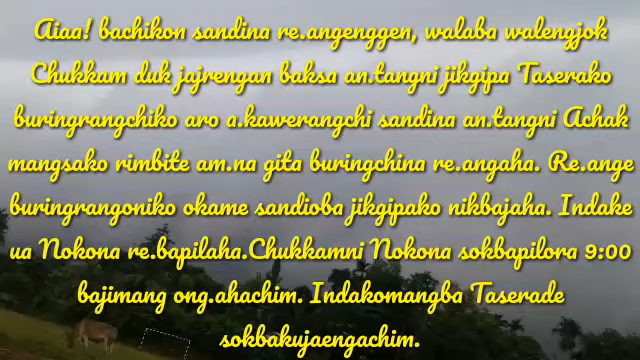 Aiaa! bachikon sandina re.angenggen, walaba walengjok
Chukkam duk jajrengan baksa an.tangni jikgipa Taserako
buringrangchiko aro a.kawerangchi sandina an.tangni Achak
mangsako rimbite am.na gita buringchina re.angaha. Re.ange
buringrangoniko okame sandioba jikgipako nikbajaha. Indake
ua Nokona re.bapilaha.Chukkamni Nokona sokbapilora 9:00
bajimang ong.ahachim. Indakomangba Taserade
sokbakujaengachim.